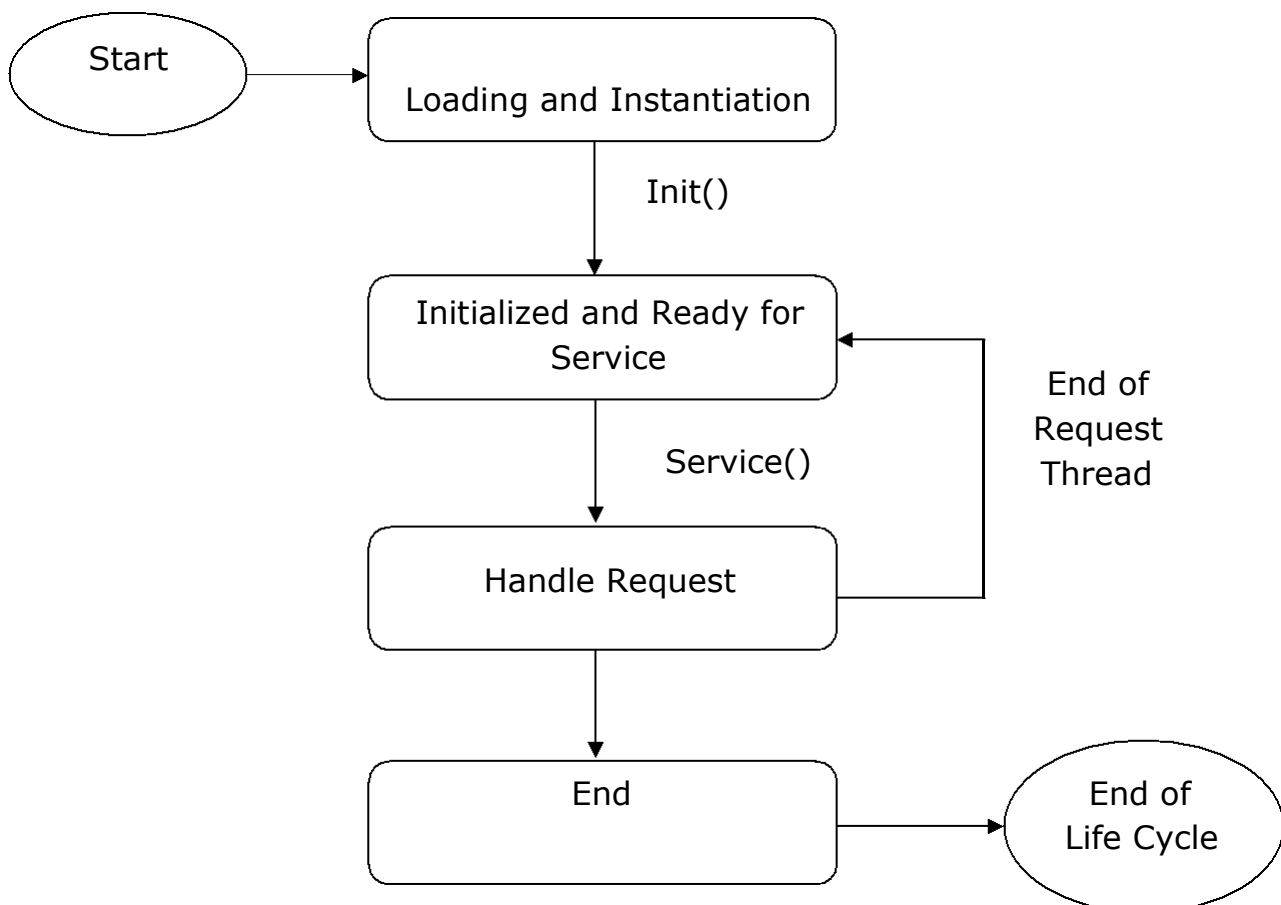 Start
Loading and Instantiation
Init()
Initialized and Ready for
Service
Service()
End of
Request
Thread
Handle Request
End
End of
Life Cycle